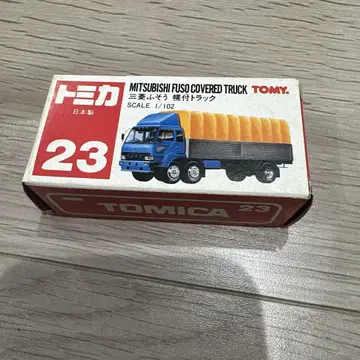 トミカ
日本製
23
MITSUBISHI FUSO COVERED TRUCK
TOMY.
三菱ふそう 幌付トラック
SCALE 1/102
TOMICA
23